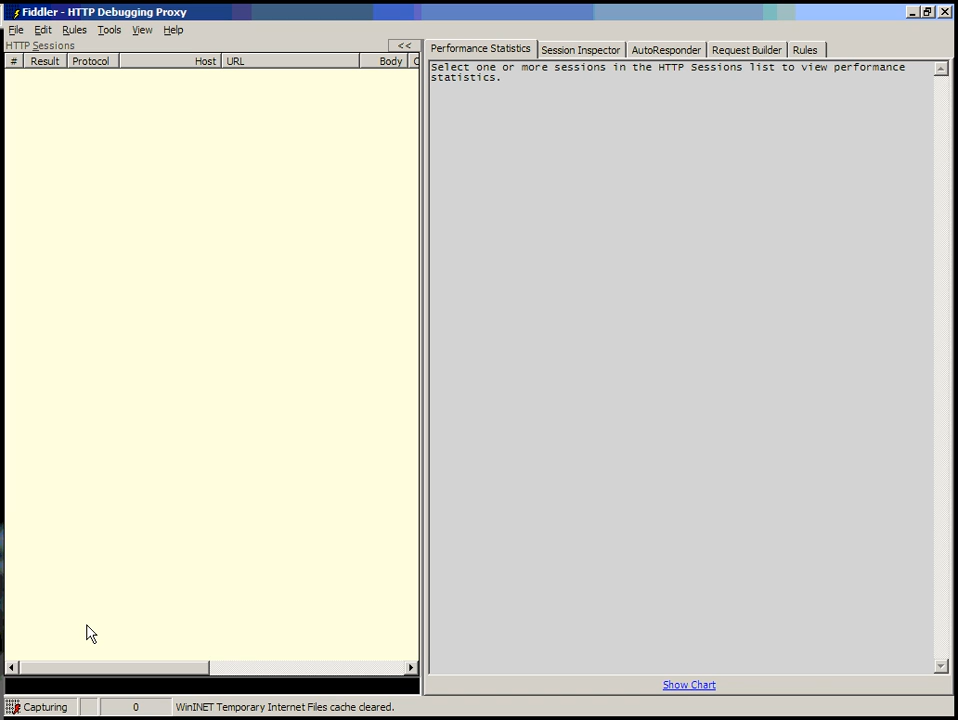 Fiddler - HTTP Debugging Proxy
File Edit Rules Tools View Help
HTTP Sessions <<
# Result Protocol Host URL Body C
Performance Statistics Session Inspector AutoResponder Request Builder Rules
Select one or more sessions in the HTTP Sessions list to view performance
statistics.
Show Chart
Capturing 0 WinINET Temporary Internet Files cache cleared.